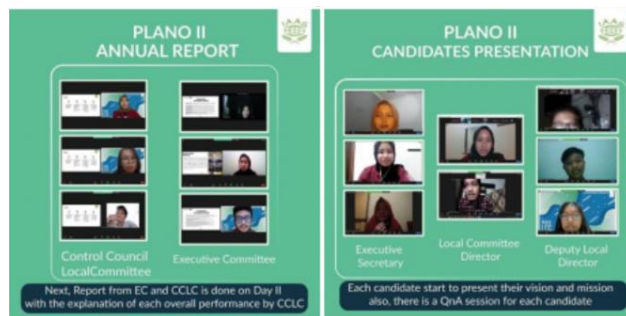 PLANO II
ANNUAL REPORT
Control Council
LocalCommittee
Executive Committee
Next, Report from EC and CCLC is done on Day II
with the explanation of each overall performance by CCLC
PLANO II
CANDIDATES PRESENTATION
Executive
Secretary
Local Committee
Director
Deputy Local
Director
Each candidate start to present their vision and mission
also, there is a QnA session for each candidate